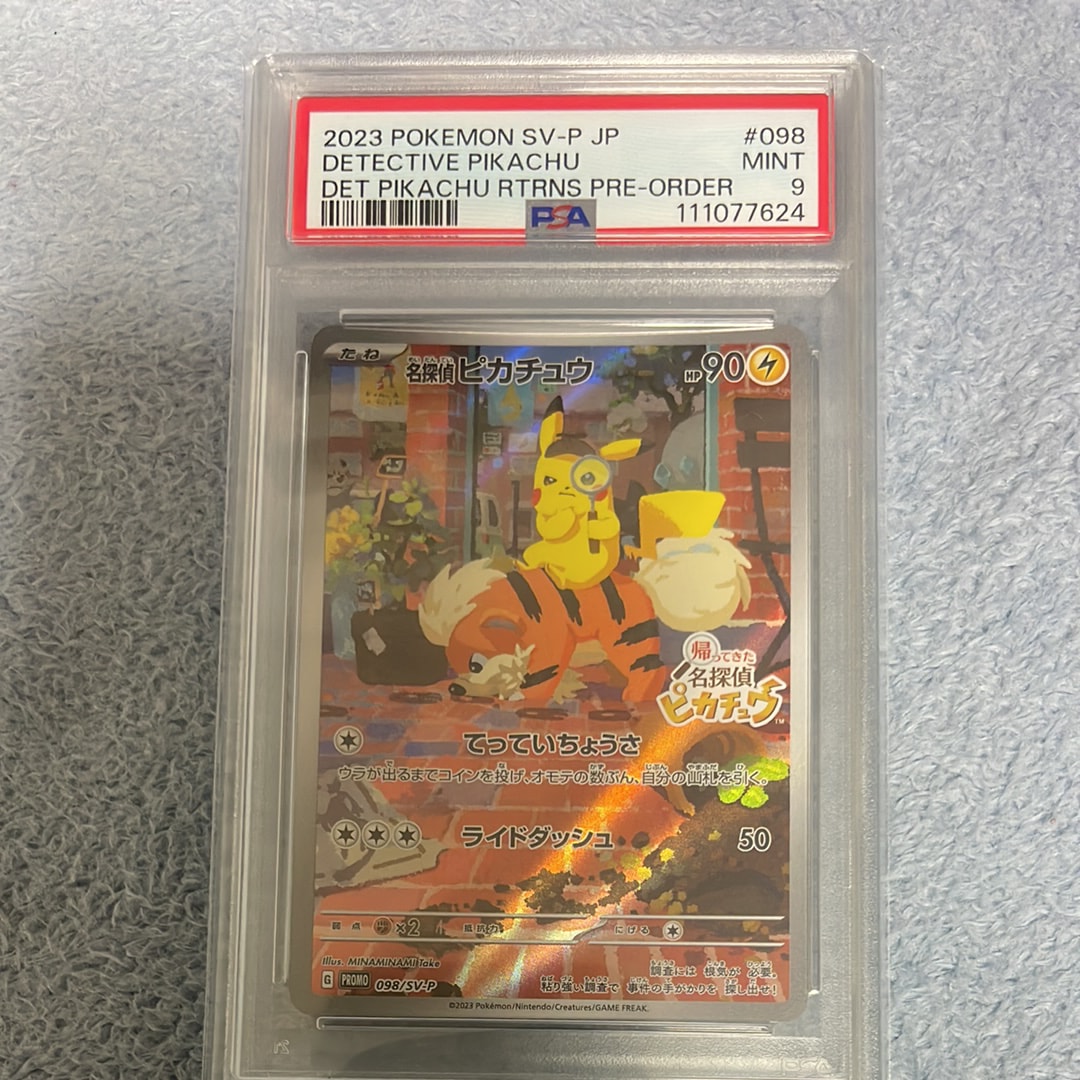 2023 POKEMON SV-P JP #098
DETECTIVE PIKACHU MINT
DET PIKACHU RTRNS PRE-ORDER 9
PSA 111077624
たね 名探偵ピカチュウ HP90
帰ってきた
名探偵
ピカチュウ™
てっていちょうさ
ウラが出るまでコインを投げ、オモテの数ぶん、自分の山札を引く。
ライドダッシュ 50
弱点 ×2 抵抗力 にげる
Illus. MINAMINAMI Take
G PROMO 098/SV-P
調査には 根気が 必要。
粘り強い調査で 事件の手がかりを 探し出せ!
©2023 Pokémon/Nintendo/Creatures/GAME FREAK.